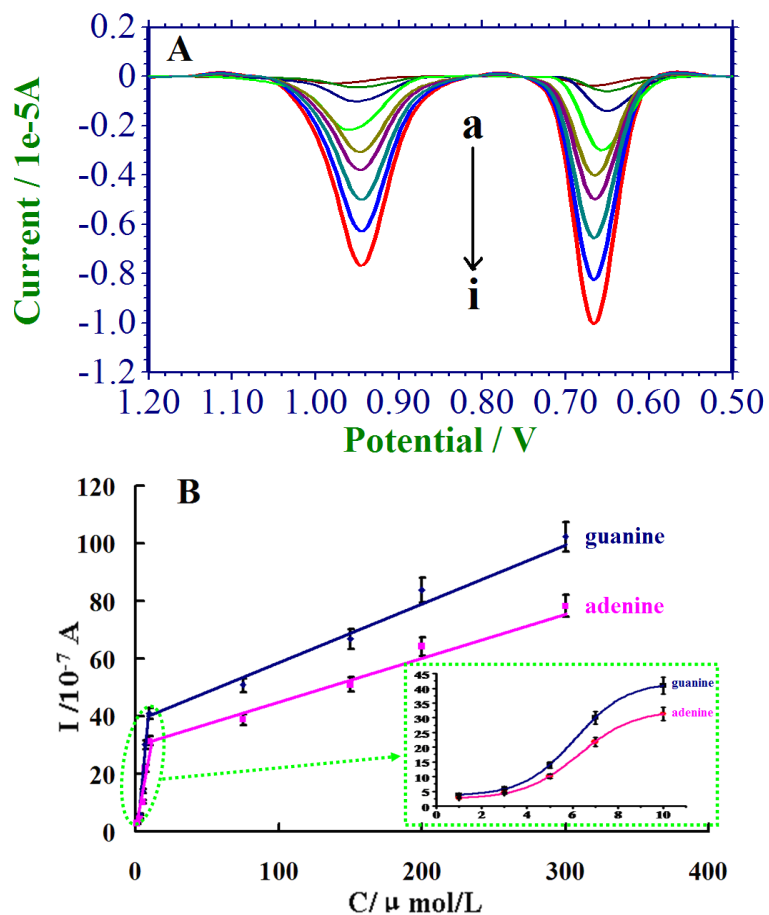 A
0.2
0
-0.2
-0.4
-0.6
-0.8
-1.0
-1.2
Current / 1e-5A
a
i
1.20 1.10 1.00 0.90 0.80 0.70 0.60 0.50
Potential / V
B
120
100
80
60
40
20
0
I /10⁻⁷ A
guanine
adenine
45
40
35
30
25
20
15
10
5
0
guanine
adenine
0 2 4 6 8 10
0 100 200 300 400
C/ μ mol/L